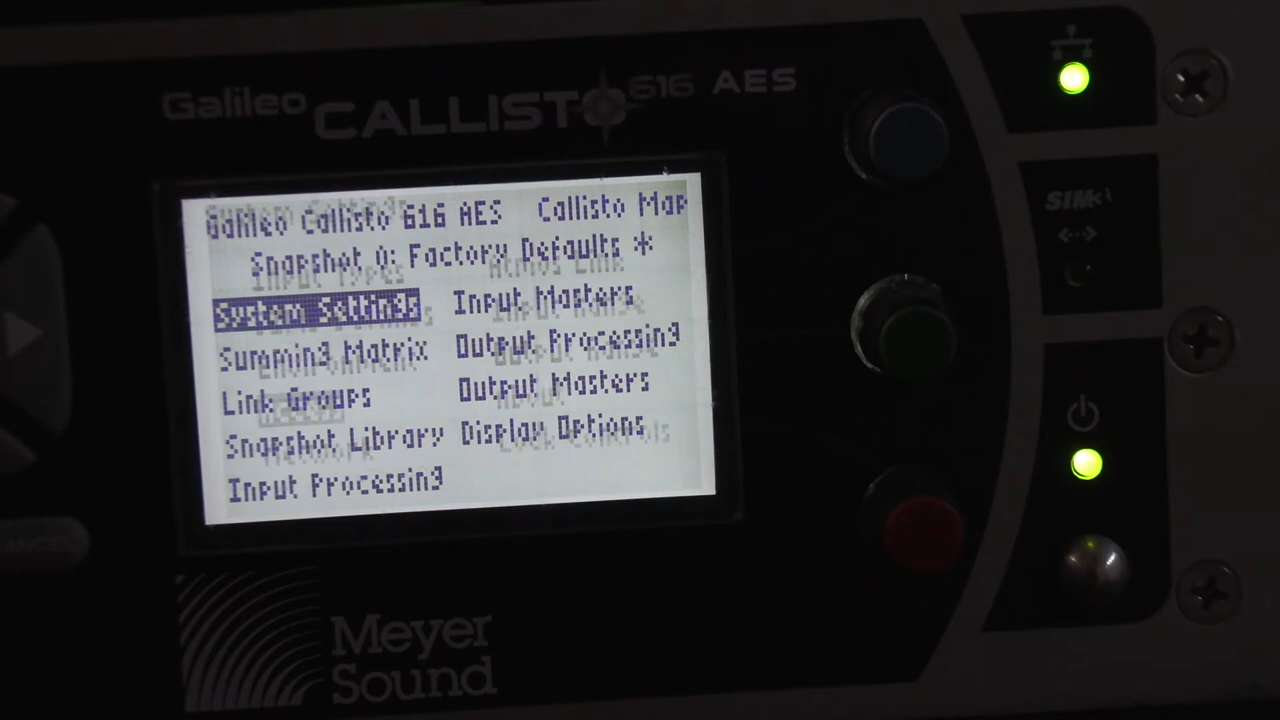 Galileo CALLISTO 616 AES
Galileo Callisto 616 AES Callisto Map
Snapshot 0: Factory Defaults *
System Settings Input Masters
Summing Matrix Output Processing
Link Groups Output Masters
Snapshot Library Display Options
Input Processing
SIM
Meyer
Sound